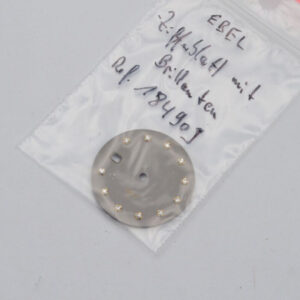 EBEL
Zifferblatt mit
Brillanten
Ref. 184909